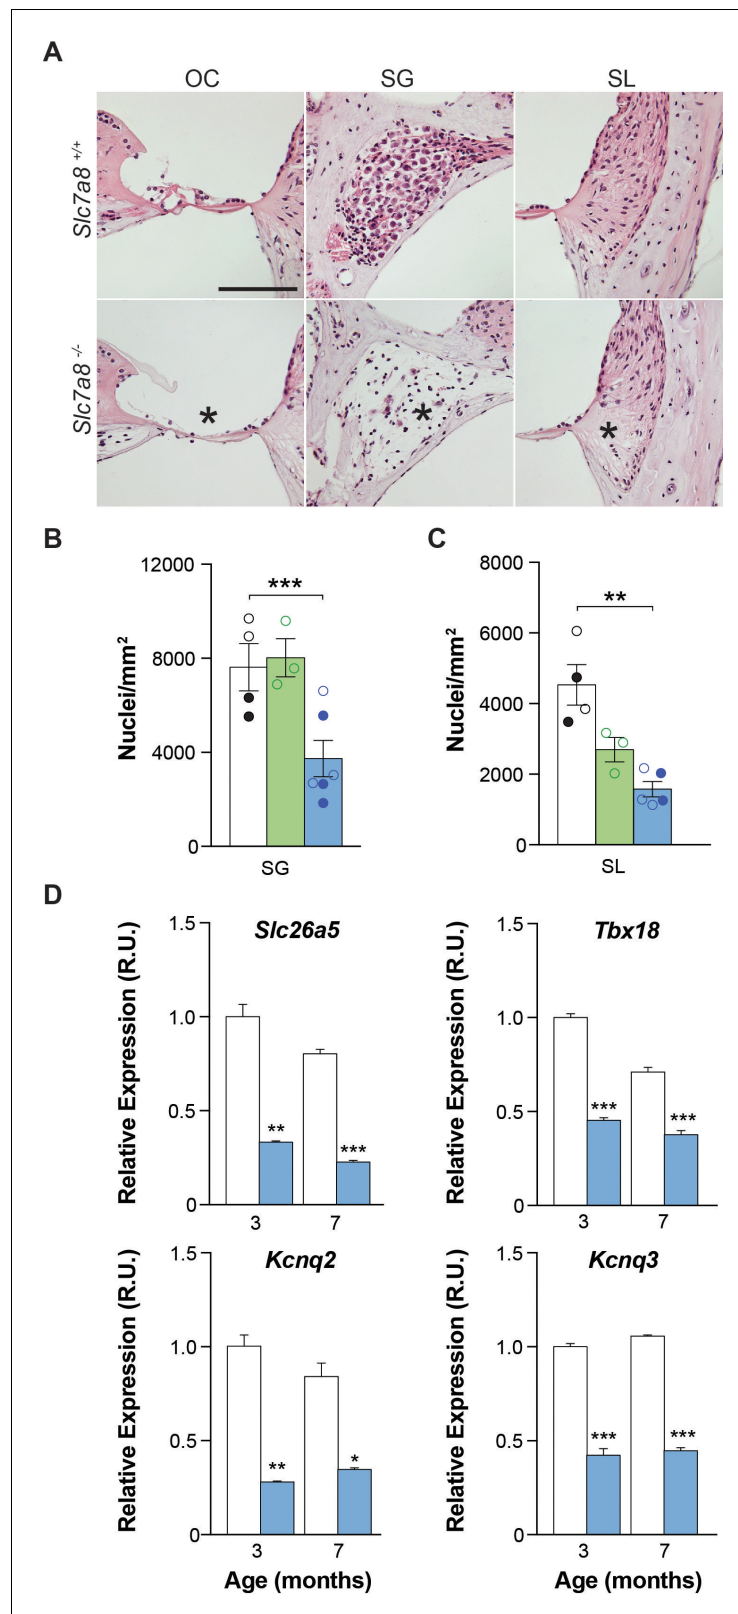 A
OC SG SL
Slc7a8 +/+
Slc7a8 -/-
*
*
*
B
Nuclei/mm²
12000
8000
4000
0
***
SG
C
Nuclei/mm²
8000
6000
4000
2000
0
**
SL
D
Slc26a5
Relative Expression (R.U.)
1.5
1.0
0.5
0
**
***
3 7
Tbx18
Relative Expression (R.U.)
1.5
1.0
0.5
0
***
***
3 7
Kcnq2
Relative Expression (R.U.)
1.5
1.0
0.5
0
**
*
3 7
Age (months)
Kcnq3
Relative Expression (R.U.)
1.5
1.0
0.5
0
***
***
3 7
Age (months)